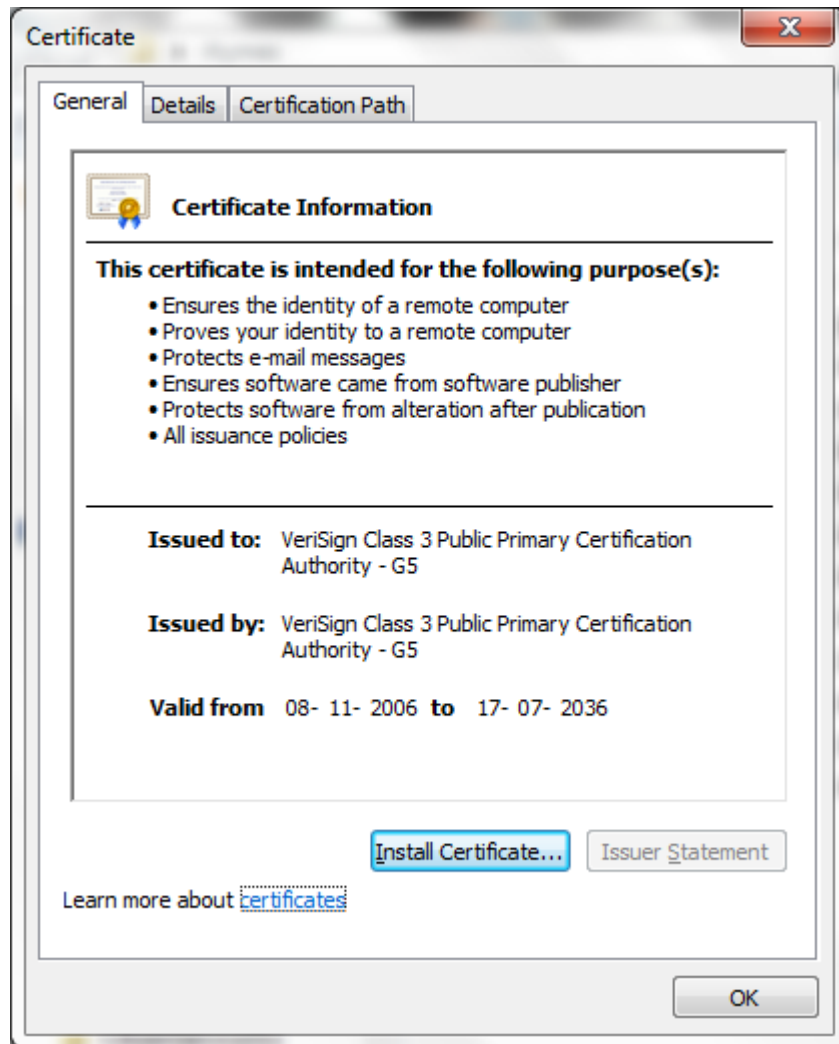 Certificate
General Details Certification Path
Certificate Information
This certificate is intended for the following purpose(s):
• Ensures the identity of a remote computer
• Proves your identity to a remote computer
• Protects e-mail messages
• Ensures software came from software publisher
• Protects software from alteration after publication
• All issuance policies
Issued to: VeriSign Class 3 Public Primary Certification
Authority - G5
Issued by: VeriSign Class 3 Public Primary Certification
Authority - G5
Valid from 08- 11- 2006 to 17- 07- 2036
Install Certificate... Issuer Statement
Learn more about certificates
OK